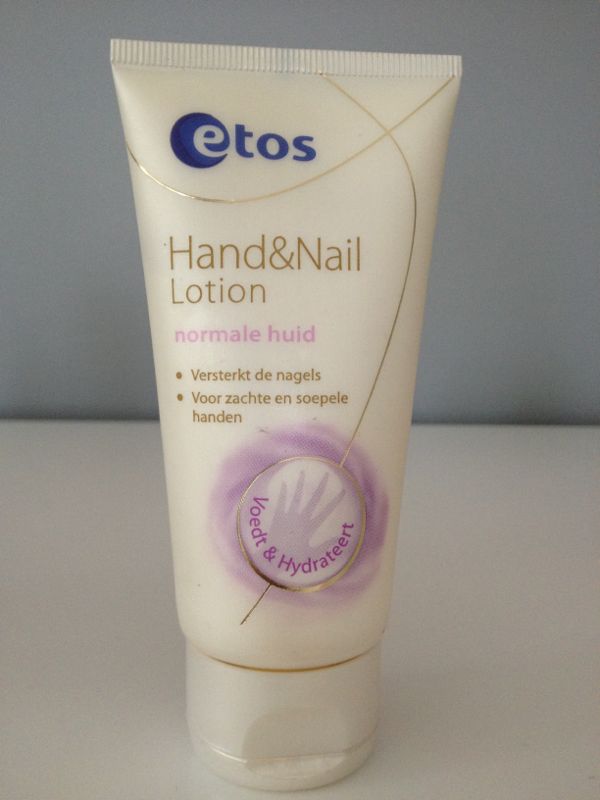 etos
Hand&Nail
Lotion
normale huid
• Versterkt de nagels
• Voor zachte en soepele
handen
Voedt & Hydrateert